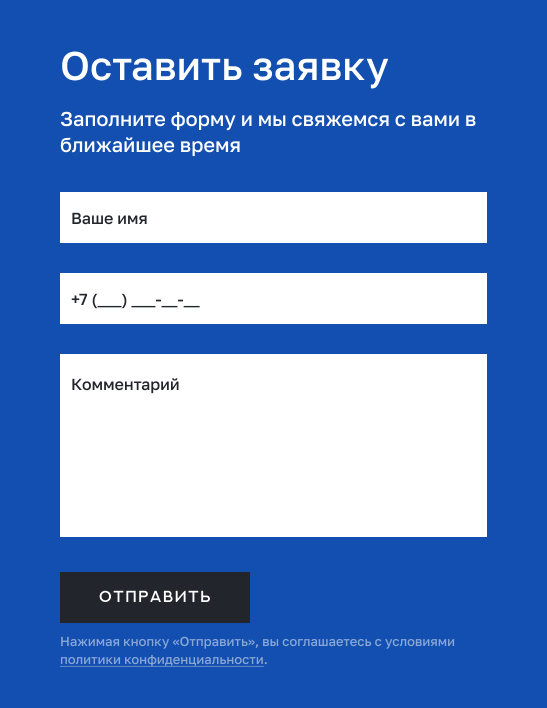 Оставить заявку
Заполните форму и мы свяжемся с вами в
ближайшее время
Ваше имя
+7 (___) ___-__-__
Комментарий
ОТПРАВИТЬ
Нажимая кнопку «Отправить», вы соглашаетесь с условиями
политики конфиденциальности.